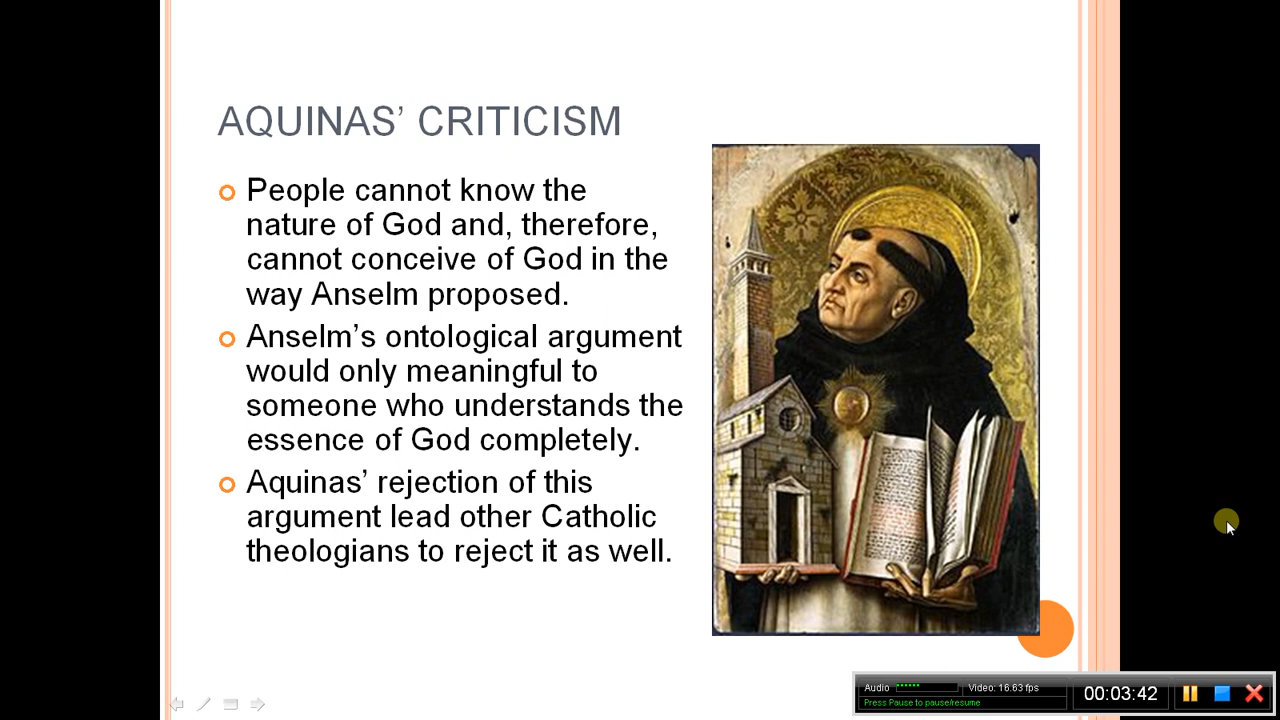 AQUINAS’ CRITICISM
People cannot know the
nature of God and, therefore,
cannot conceive of God in the
way Anselm proposed.
Anselm’s ontological argument
would only meaningful to
someone who understands the
essence of God completely.
Aquinas’ rejection of this
argument lead other Catholic
theologians to reject it as well.
Audio
Video: 16.63 fps
00:03:42
Press Pause to pause/resume